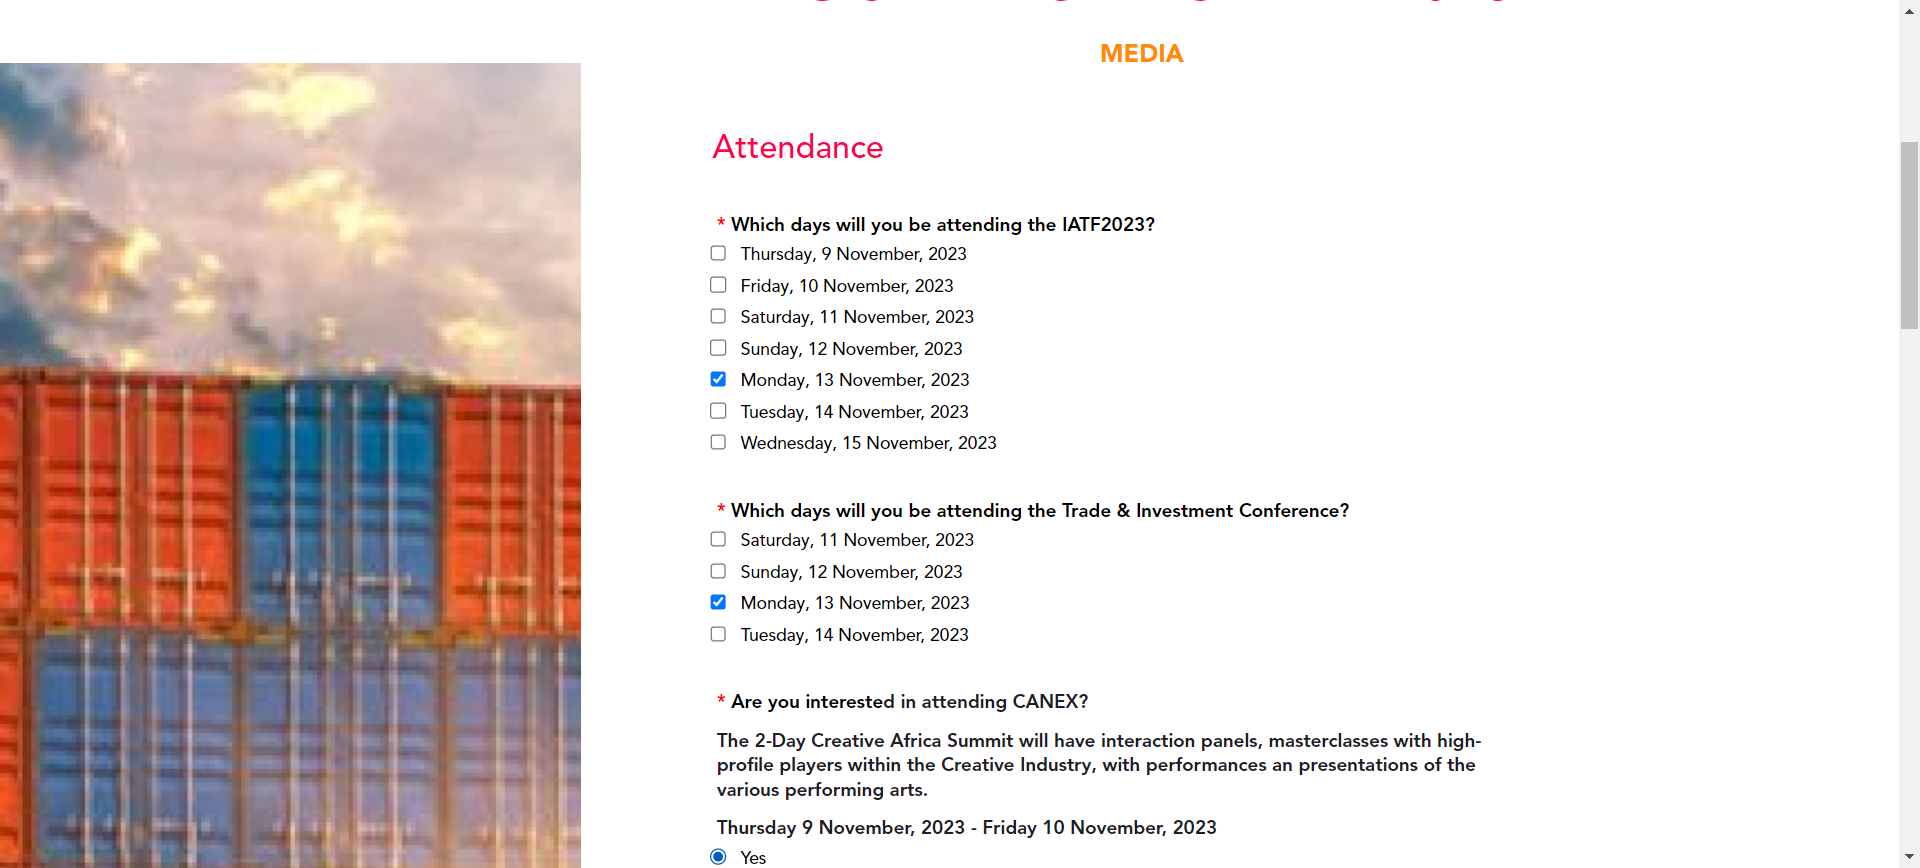 MEDIA
Attendance
* Which days will you be attending the IATF2023?
Thursday, 9 November, 2023
Friday, 10 November, 2023
Saturday, 11 November, 2023
Sunday, 12 November, 2023
Monday, 13 November, 2023
Tuesday, 14 November, 2023
Wednesday, 15 November, 2023
* Which days will you be attending the Trade & Investment Conference?
Saturday, 11 November, 2023
Sunday, 12 November, 2023
Monday, 13 November, 2023
Tuesday, 14 November, 2023
* Are you interested in attending CANEX?
The 2-Day Creative Africa Summit will have interaction panels, masterclasses with high-
profile players within the Creative Industry, with performances an presentations of the
various performing arts.
Thursday 9 November, 2023 - Friday 10 November, 2023
Yes